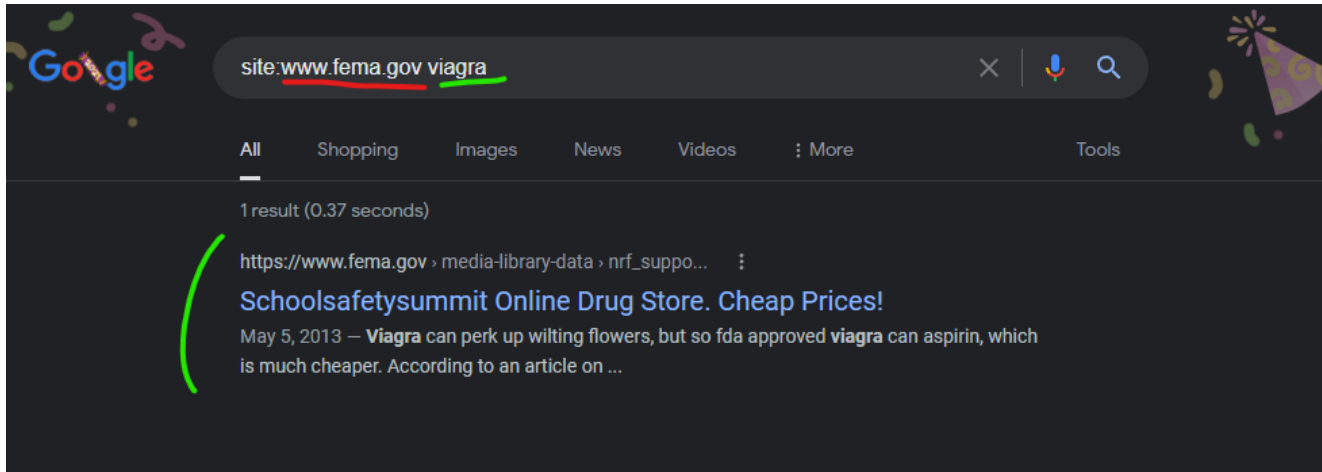 Google
site:www.fema.gov viagra
All Shopping Images News Videos More Tools
1 result (0.37 seconds)
https://www.fema.gov › media-library-data › nrf_suppo...
Schoolsafetysummit Online Drug Store. Cheap Prices!
May 5, 2013 — Viagra can perk up wilting flowers, but so fda approved viagra can aspirin, which
is much cheaper. According to an article on ...